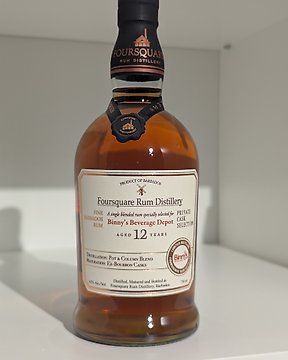 FOURSQUARE
RUM DISTILLERY
PRODUCT OF BARBADOS
Foursquare Rum Distillery
FINE
BARBADOS
RUM
A single blended rum specially selected for
Binny's Beverage Depot
AGED 12 YEARS
PRIVATE
CASK
SELECTION
DISTILLATION: POT & COLUMN BLEND
MATURATION: EX-BOURBON CASKS
Binny's
Distilled, Matured and Bottled at
Foursquare Rum Distillery, Barbados